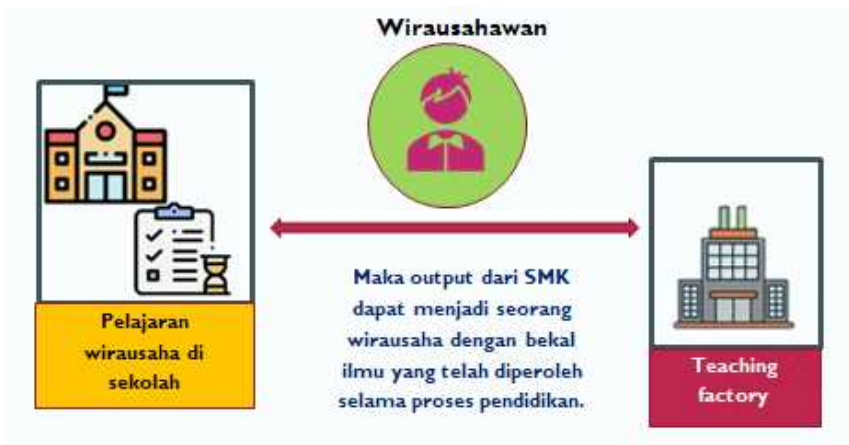 Wirausahawan
Pelajaran
wirausaha di
sekolah
Maka output dari SMK
dapat menjadi seorang
wirausaha dengan bekal
ilmu yang telah diperoleh
selama proses pendidikan.
Teaching
factory